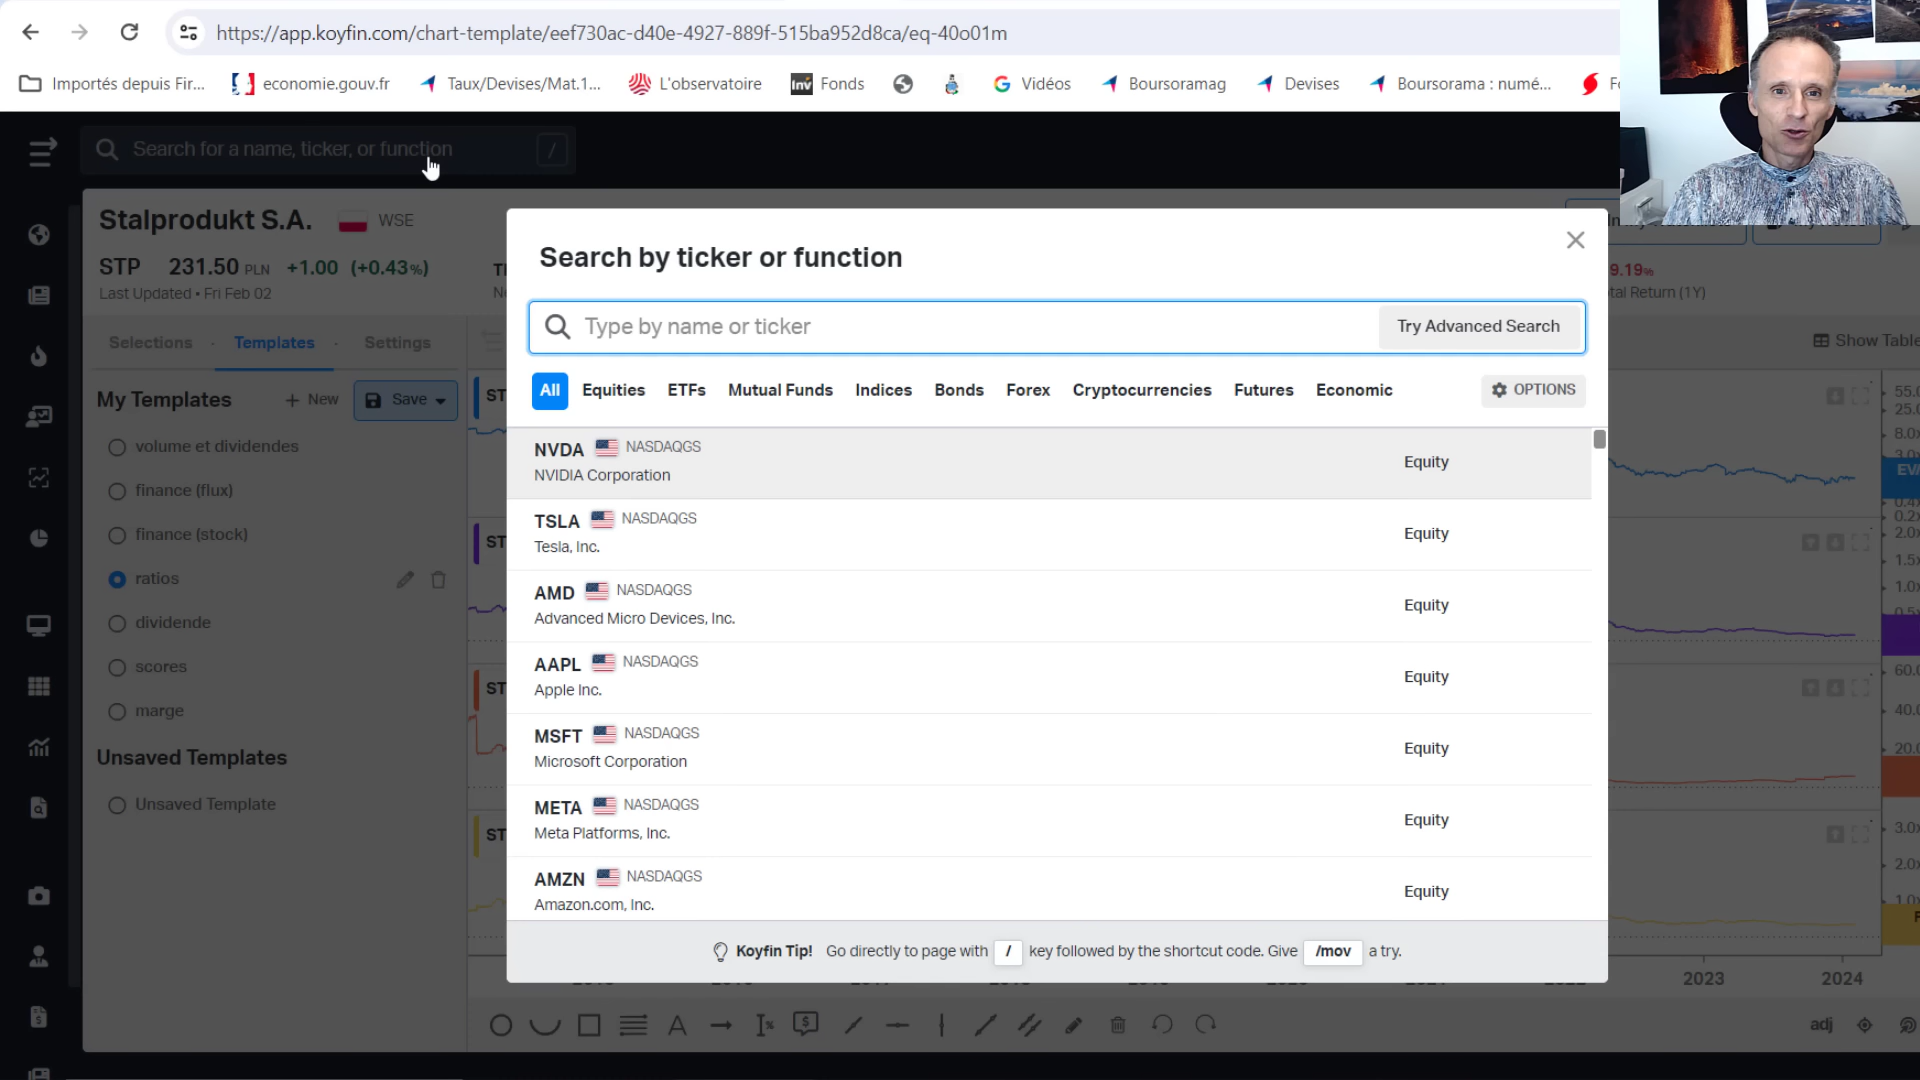 https://app.koyfin.com/chart-template/eef730ac-d40e-4927-889f-515ba952d8ca/eq-40o01m
Importés depuis Fir... economie.gouv.fr Taux/Devises/Mat.1... L'observatoire Inv Fonds Vidéos Boursoramag Devises Boursorama : numé...
Search for a name, ticker, or function /
Stalprodukt S.A. WSE
STP 231.50 PLN +1.00 (+0.43%)
Last Updated • Fri Feb 02
9.19%
tal Return (1Y)
Selections · Templates · Settings
Show Table
My Templates + New Save
volume et dividendes
finance (flux)
finance (stock)
ratios
dividende
scores
marge
Unsaved Templates
Unsaved Template
Search by ticker or function
Type by name or ticker
Try Advanced Search
All Equities ETFs Mutual Funds Indices Bonds Forex Cryptocurrencies Futures Economic OPTIONS
NVDA NASDAQGS
NVIDIA Corporation
Equity
TSLA NASDAQGS
Tesla, Inc.
Equity
AMD NASDAQGS
Advanced Micro Devices, Inc.
Equity
AAPL NASDAQGS
Apple Inc.
Equity
MSFT NASDAQGS
Microsoft Corporation
Equity
META NASDAQGS
Meta Platforms, Inc.
Equity
AMZN NASDAQGS
Amazon.com, Inc.
Equity
Koyfin Tip! Go directly to page with / key followed by the shortcut code. Give /mov a try.
2023 2024
adj